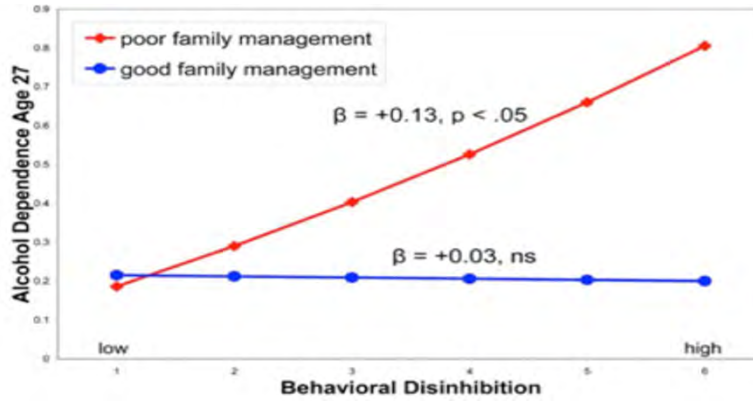 Alcohol Dependence Age 27
0.9
0.8
0.7
0.6
0.5
0.4
0.3
0.2
0.1
0
poor family management
good family management
β = +0.13, p < .05
β = +0.03, ns
low
high
1 2 3 4 5 6
Behavioral Disinhibition